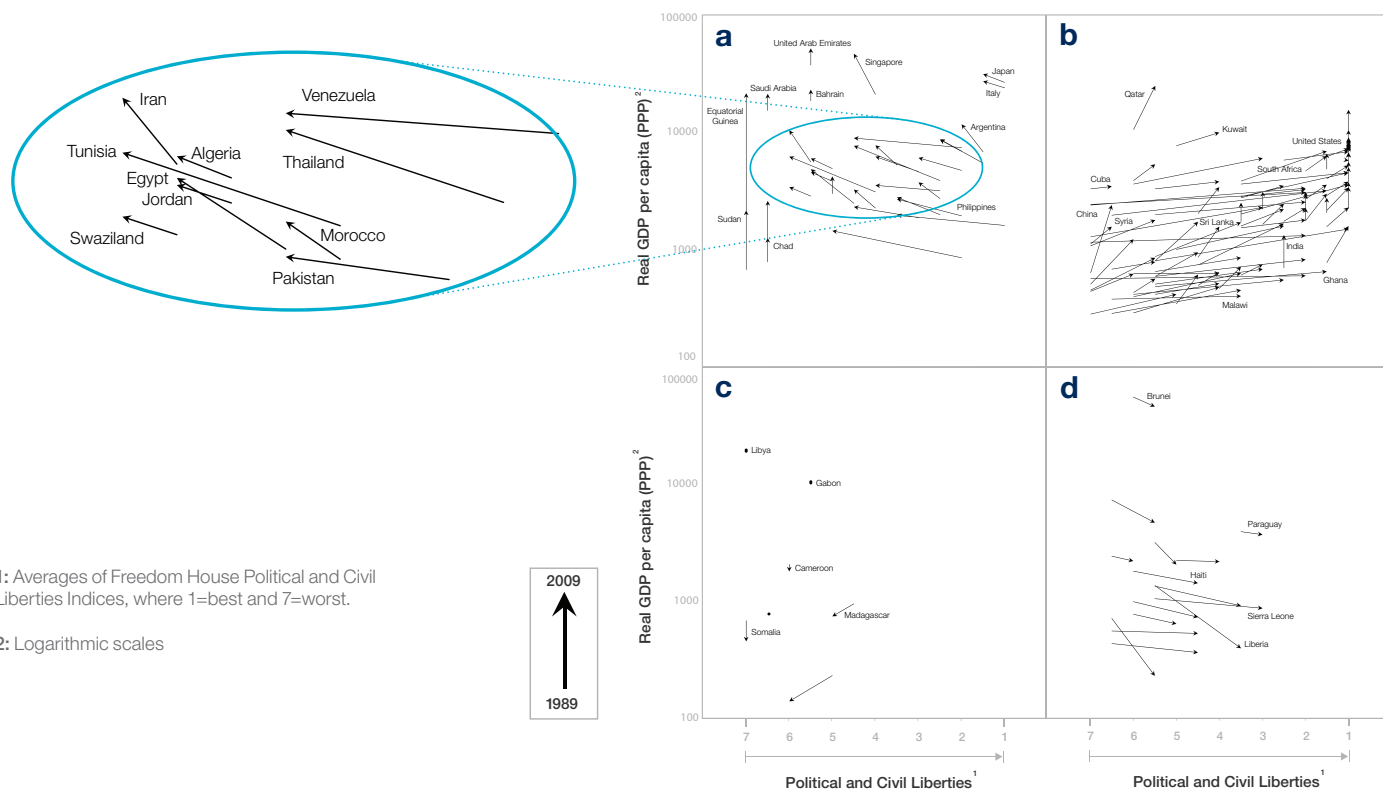 Iran
Venezuela
Tunisia
Algeria
Thailand
Egypt
Jordan
Swaziland
Morocco
Pakistan
1: Averages of Freedom House Political and Civil
Liberties Indices, where 1=best and 7=worst.
2: Logarithmic scales
2009
1989
Real GDP per capita (PPP) 2
100000
10000
1000
100
a
United Arab Emirates
Singapore
Japan
Italy
Saudi Arabia
Bahrain
Equatorial
Guinea
Argentina
Sudan
Philippines
Chad
b
Qatar
Kuwait
United States
South Africa
Cuba
China
Syria
Sri Lanka
India
Ghana
Malawi
Real GDP per capita (PPP) 2
100000
10000
1000
100
c
Libya
Gabon
Cameroon
Madagascar
Somalia
d
Brunei
Paraguay
Haiti
Sierra Leone
Liberia
7 6 5 4 3 2 1
Political and Civil Liberties 1
7 6 5 4 3 2 1
Political and Civil Liberties 1